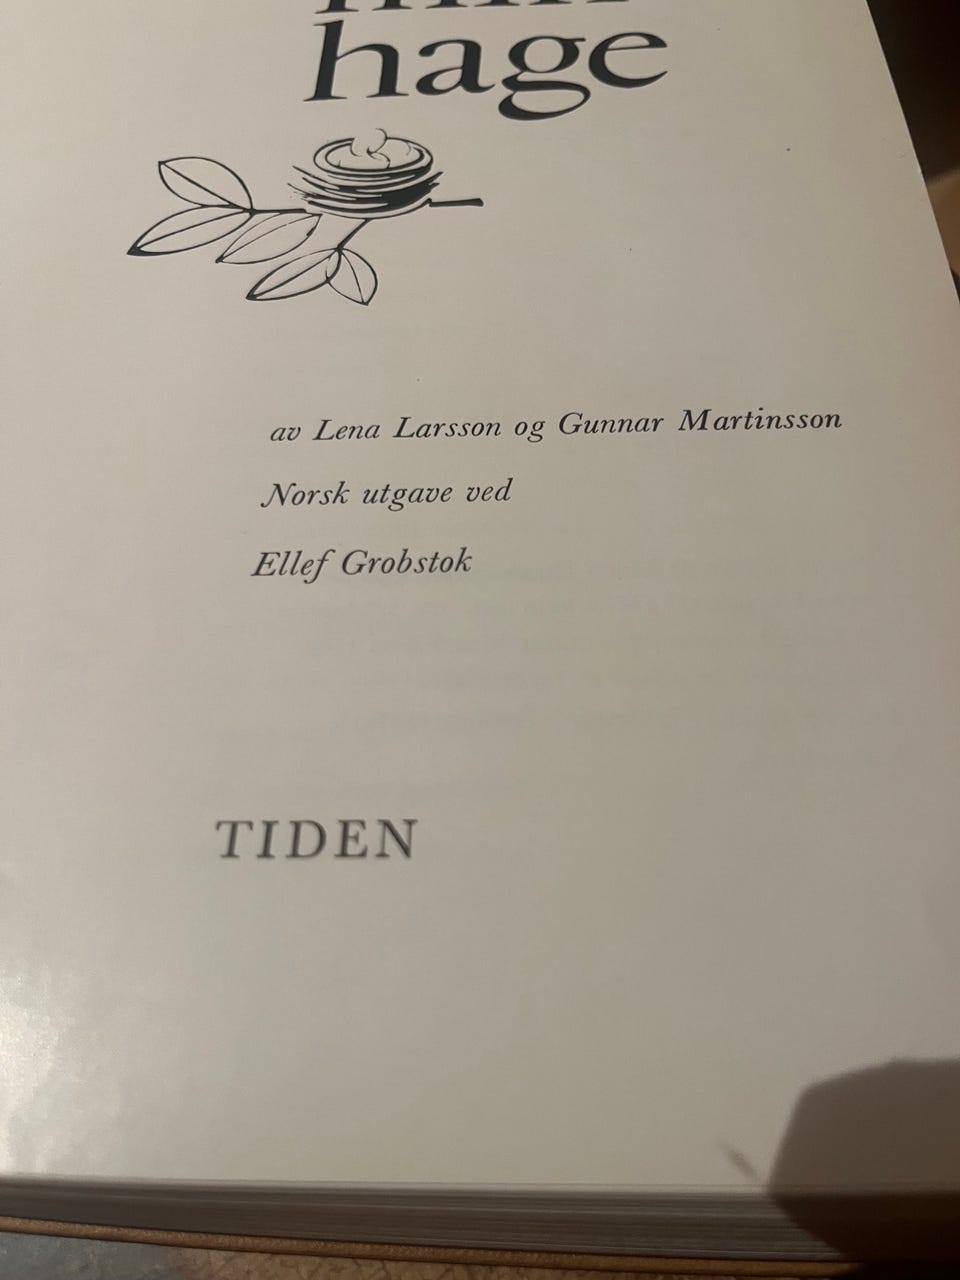 hage
av Lena Larsson og Gunnar Martinsson
Norsk utgave ved
Ellef Grobstok
TIDEN